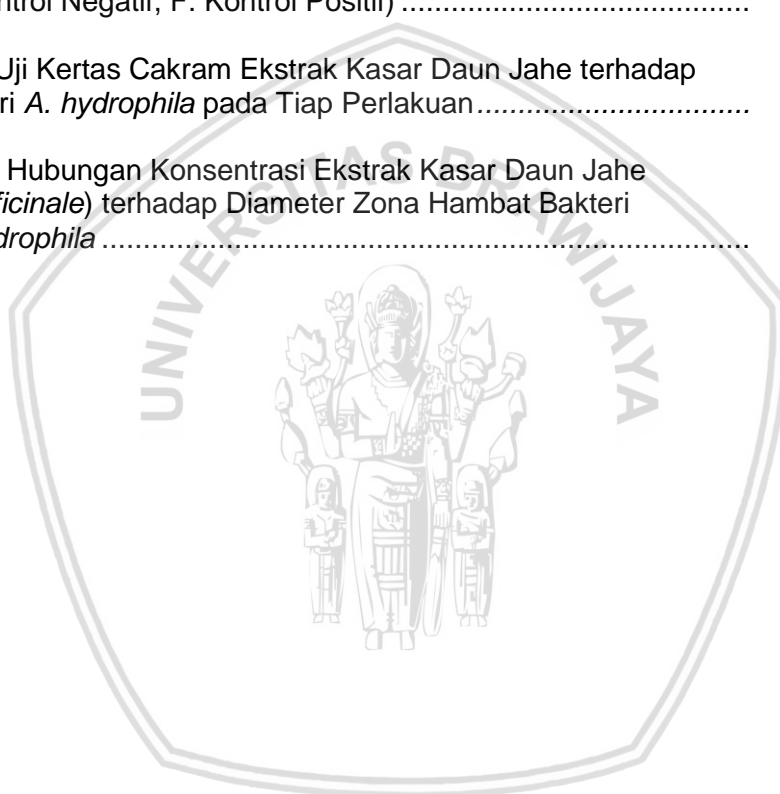 ntrol Negatif, F. Kontrol Positif) ..........................................
Uji Kertas Cakram Ekstrak Kasar Daun Jahe terhadap
ri A. hydrophila pada Tiap Perlakuan.................................
Hubungan Konsentrasi Ekstrak Kasar Daun Jahe
ficinale) terhadap Diameter Zona Hambat Bakteri
drophila ..............................................................................
UNIVERSITAS BRAWIJAYA